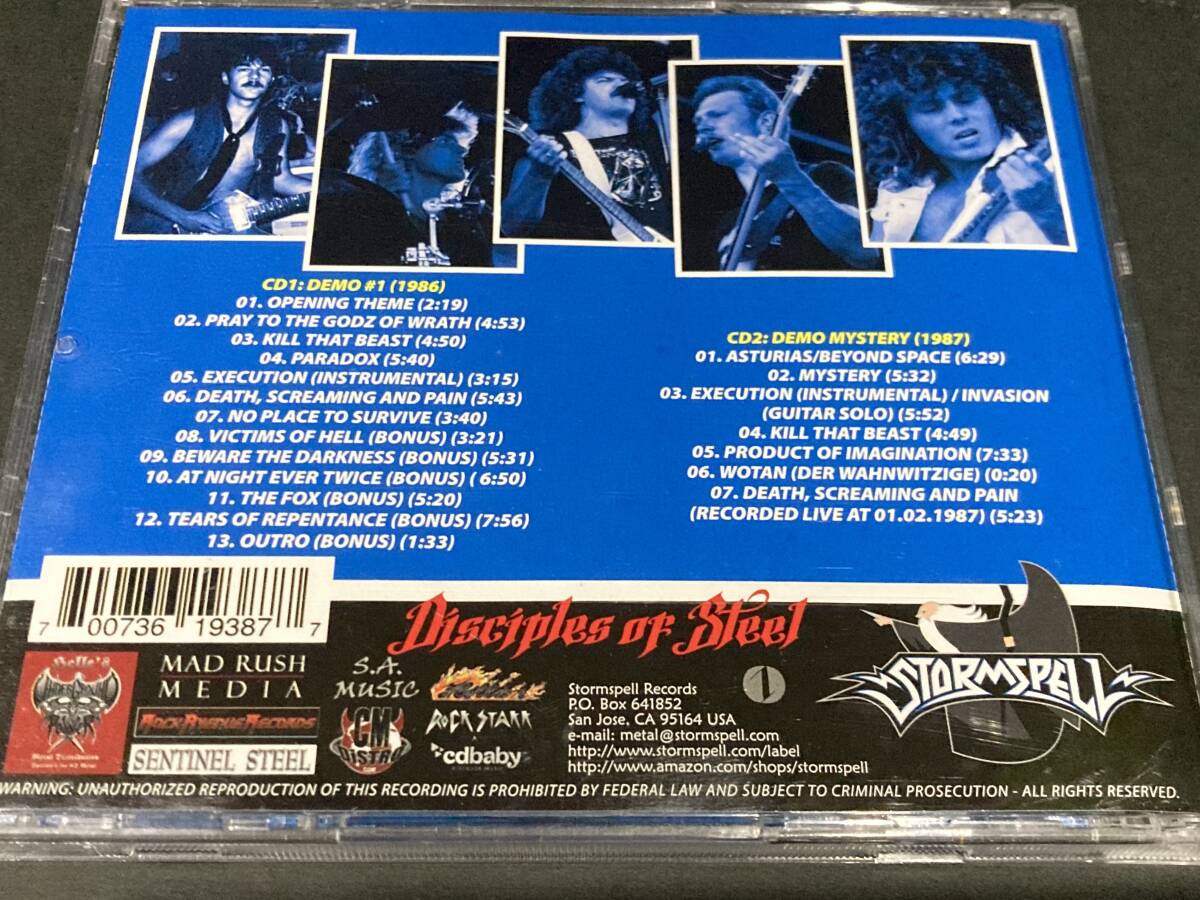 CD1: DEMO #1 (1986)
01. OPENING THEME (2:19)
02. PRAY TO THE GODZ OF WRATH (4:53)
03. KILL THAT BEAST (4:50)
04. PARADOX (5:40)
05. EXECUTION (INSTRUMENTAL) (3:15)
06. DEATH, SCREAMING AND PAIN (5:43)
07. NO PLACE TO SURVIVE (3:40)
08. VICTIMS OF HELL (BONUS) (3:21)
09. BEWARE THE DARKNESS (BONUS) (5:31)
10. AT NIGHT EVER TWICE (BONUS) ( 6:50)
11. THE FOX (BONUS) (5:20)
12. TEARS OF REPENTANCE (BONUS) (7:56)
13. OUTRO (BONUS) (1:33)
CD2: DEMO MYSTERY (1987)
01. ASTURIAS/BEYOND SPACE (6:29)
02. MYSTERY (5:32)
03. EXECUTION (INSTRUMENTAL) / INVASION
(GUITAR SOLO) (5:52)
04. KILL THAT BEAST (4:49)
05. PRODUCT OF IMAGINATION (7:33)
06. WOTAN (DER WAHNWITZIGE) (0:20)
07. DEATH, SCREAMING AND PAIN
(RECORDED LIVE AT 01.02.1987) (5:23)
7 00736 19387 7
Disciples of Steel
MAD RUSH
MEDIA
ROCK AVENUE RECORDS
SENTINEL STEEL
S.A.
MUSIC
CM
DISTRO
ROCK STAKK
cdbaby
Stormspell Records
P.O. Box 641852
San Jose, CA 95164 USA
e-mail: metal@stormspell.com
http://www.stormspell.com/label
http://www.amazon.com/shops/stormspell
1
STORMSPELL
WARNING: UNAUTHORIZED REPRODUCTION OF THIS RECORDING IS PROHIBITED BY FEDERAL LAW AND SUBJECT TO CRIMINAL PROSECUTION - ALL RIGHTS RESERVED.